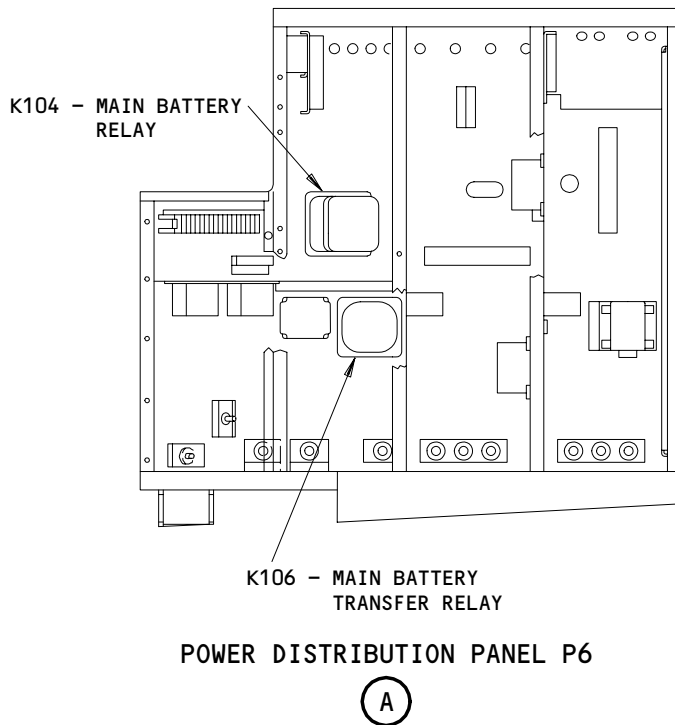 K104 – MAIN BATTERY
RELAY
K106 – MAIN BATTERY
TRANSFER RELAY
POWER DISTRIBUTION PANEL P6
A